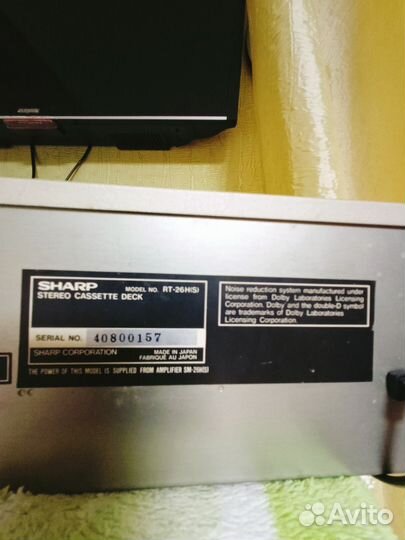 SHARP MODEL NO. RT-26H(S)
STEREO CASSETTE DECK
SERIAL NO. 40800157
SHARP CORPORATION MADE IN JAPAN
FABRIQUE AU JAPON
THE POWER OF THIS MODEL IS SUPPLIED FROM AMPLIFIER SM-26H(S)
Noise reduction system manufactured under
license from Dolby Laboratories Licensing
Corporation. Dolby and the double-D symbol
are trademarks of Dolby Laboratories
Licensing Corporation.
Avito